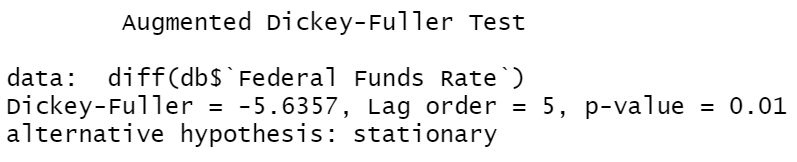 Augmented Dickey-Fuller Test
data:  diff(db$`Federal Funds Rate`)
Dickey-Fuller = -5.6357, Lag order = 5, p-value = 0.01
alternative hypothesis: stationary